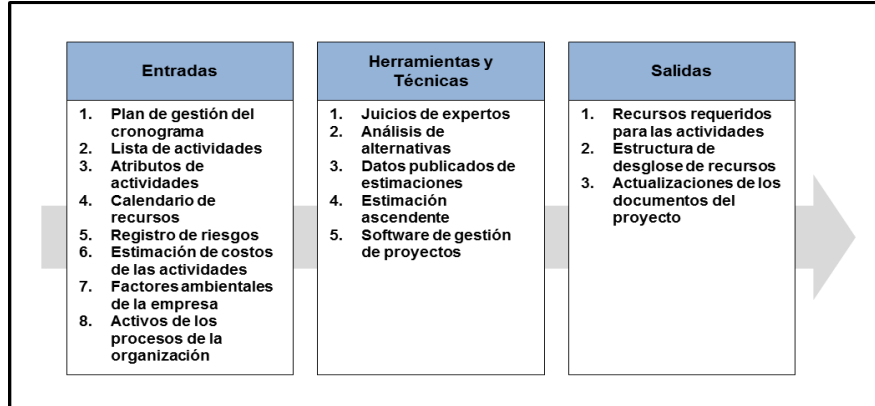 Entradas
1. Plan de gestión del
cronograma
2. Lista de actividades
3. Atributos de
actividades
4. Calendario de
recursos
5. Registro de riesgos
6. Estimación de costos
de las actividades
7. Factores ambientales
de la empresa
8. Activos de los
procesos de la
organización
Herramientas y
Técnicas
1. Juicios de expertos
2. Análisis de
alternativas
3. Datos publicados de
estimaciones
4. Estimación
ascendente
5. Software de gestión
de proyectos
Salidas
1. Recursos requeridos
para las actividades
2. Estructura de
desglose de recursos
3. Actualizaciones de los
documentos del
proyecto